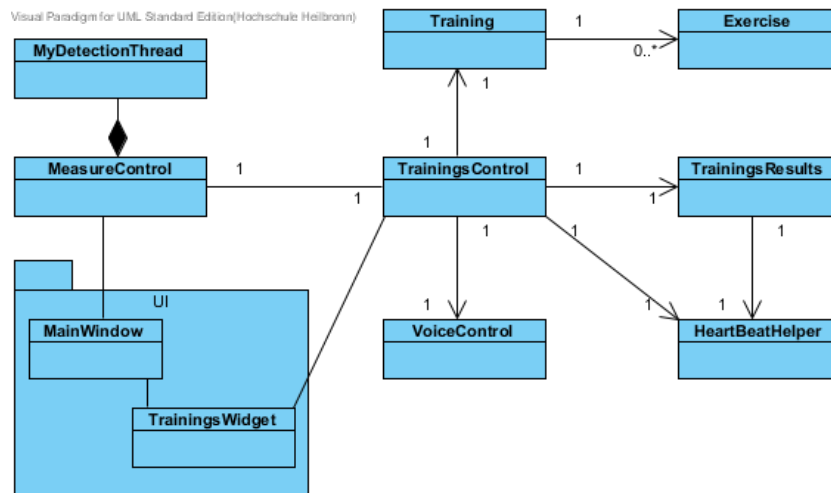 Visual Paradigm for UML Standard Edition(Hochschule Heilbronn)
MyDetectionThread
Training
1
0..*
Exercise
1
1
MeasureControl
1
1
TrainingsControl
1
1
TrainingsResults
1
1
1
1
UI
MainWindow
1
VoiceControl
1
1
HeartBeatHelper
TrainingsWidget